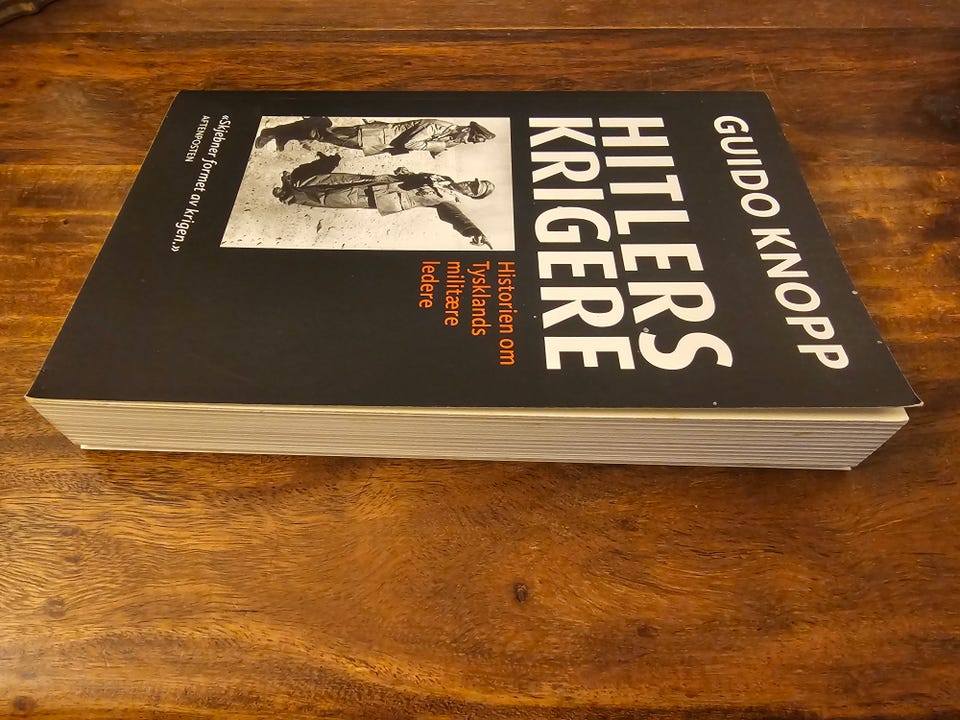 GUIDO KNOPP
HITLERS
KRIGERE
Historien om
Tysklands
militære
ledere
«Skjebner formet av krigen.»
AFTENPOSTEN